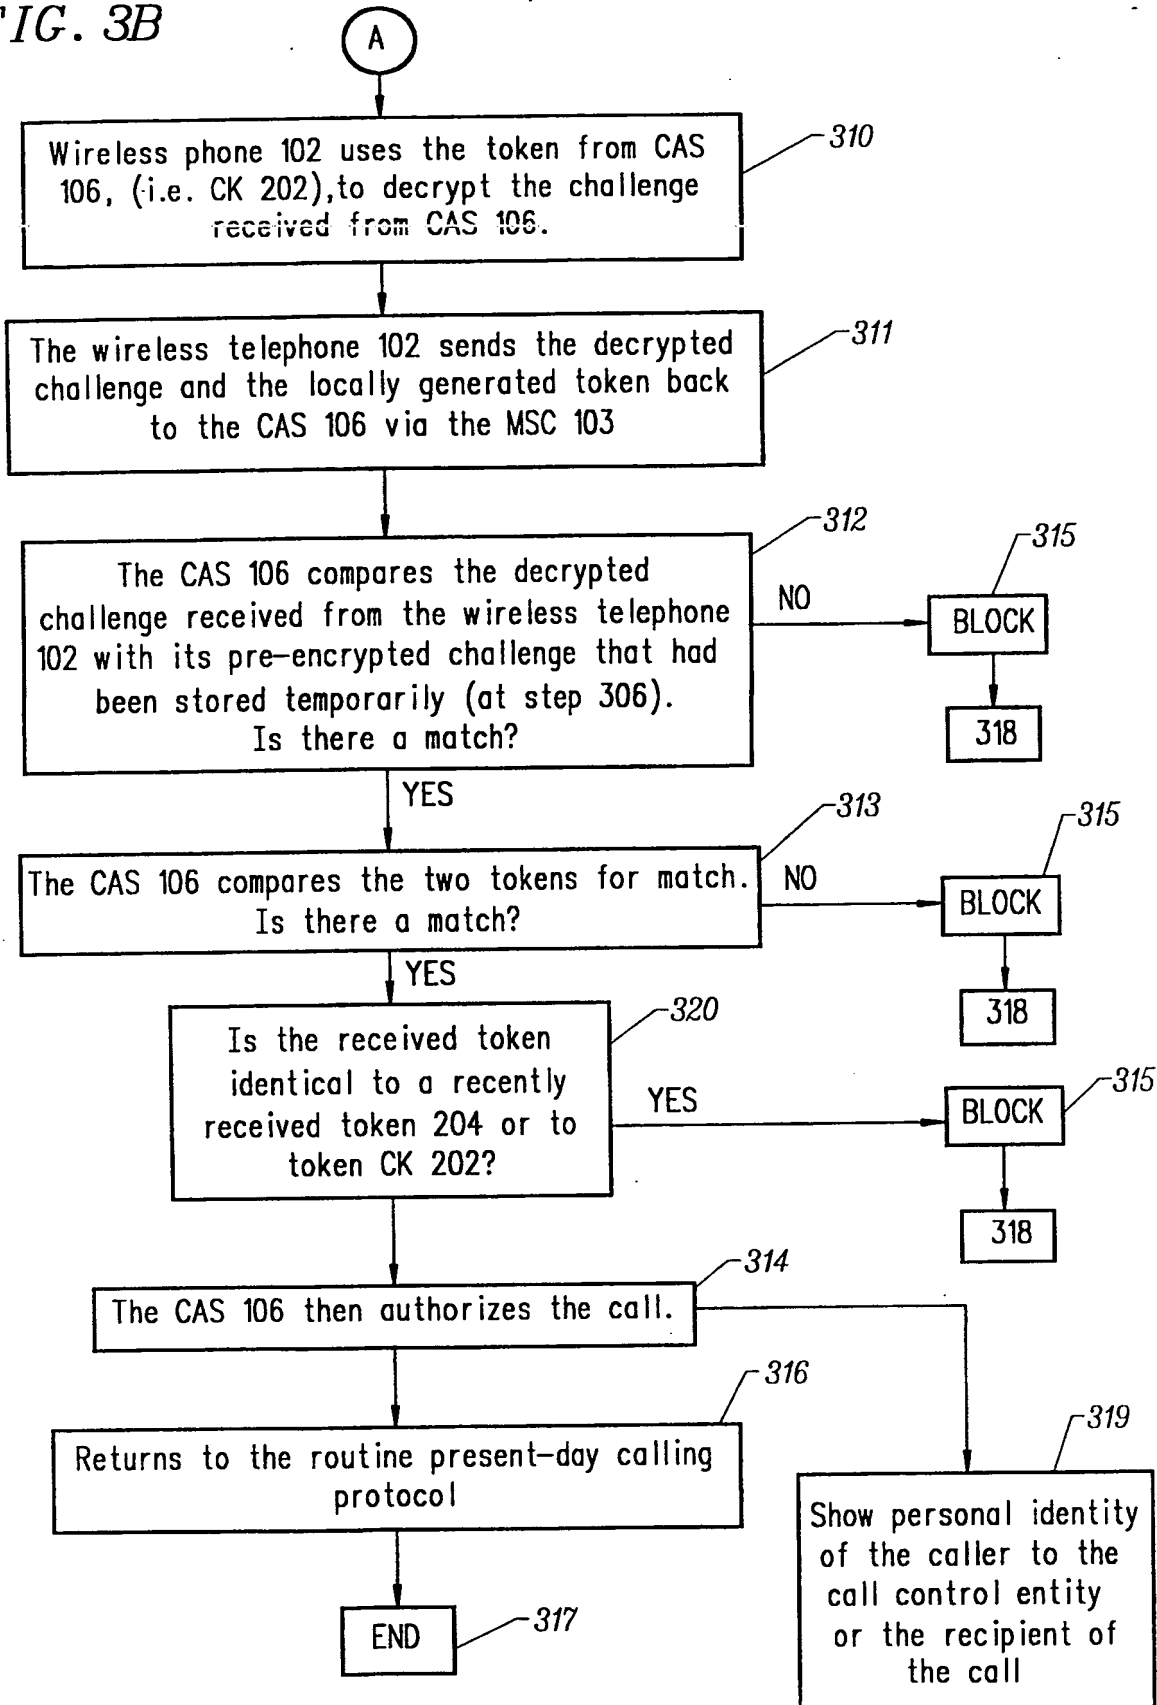 FIG. 3B
A
310
Wireless phone 102 uses the token from CAS
106, (i.e. CK 202), to decrypt the challenge
received from CAS 106.
311
The wireless telephone 102 sends the decrypted
challenge and the locally generated token back
to the CAS 106 via the MSC 103
312
The CAS 106 compares the decrypted
challenge received from the wireless telephone
102 with its pre-encrypted challenge that had
been stored temporarily (at step 306).
Is there a match?
NO
315
BLOCK
318
YES
313
The CAS 106 compares the two tokens for match.
Is there a match?
NO
315
BLOCK
318
YES
320
Is the received token
identical to a recently
received token 204 or to
token CK 202?
YES
315
BLOCK
318
314
The CAS 106 then authorizes the call.
316
Returns to the routine present-day calling
protocol
319
Show personal identity
of the caller to the
call control entity
or the recipient of
the call
END
317